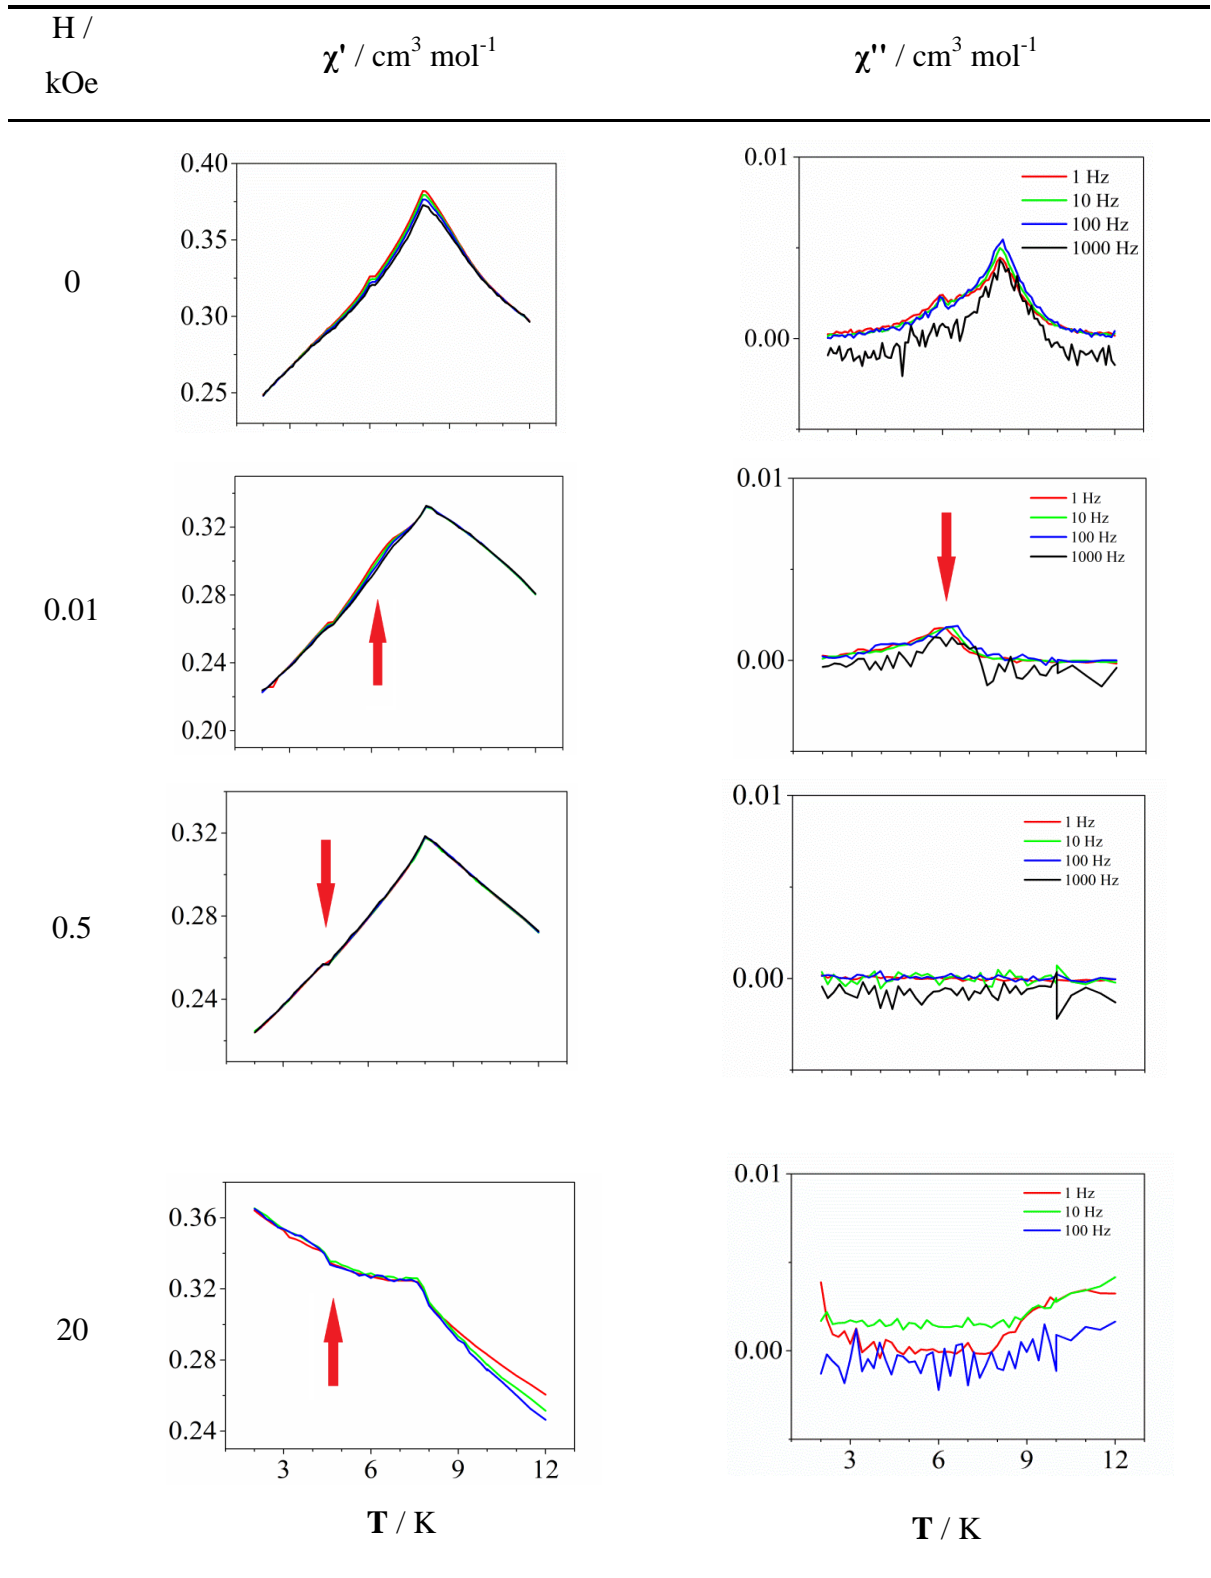 H /
kOe
χ' / cm³ mol⁻¹
χ'' / cm³ mol⁻¹
0
0.40
0.35
0.30
0.25
0.01
0.00
1 Hz
10 Hz
100 Hz
1000 Hz
0.01
0.32
0.28
0.24
0.20
0.01
0.00
1 Hz
10 Hz
100 Hz
1000 Hz
0.5
0.32
0.28
0.24
0.01
0.00
1 Hz
10 Hz
100 Hz
1000 Hz
20
0.36
0.32
0.28
0.24
3 6 9 12
T / K
0.01
0.00
1 Hz
10 Hz
100 Hz
3 6 9 12
T / K